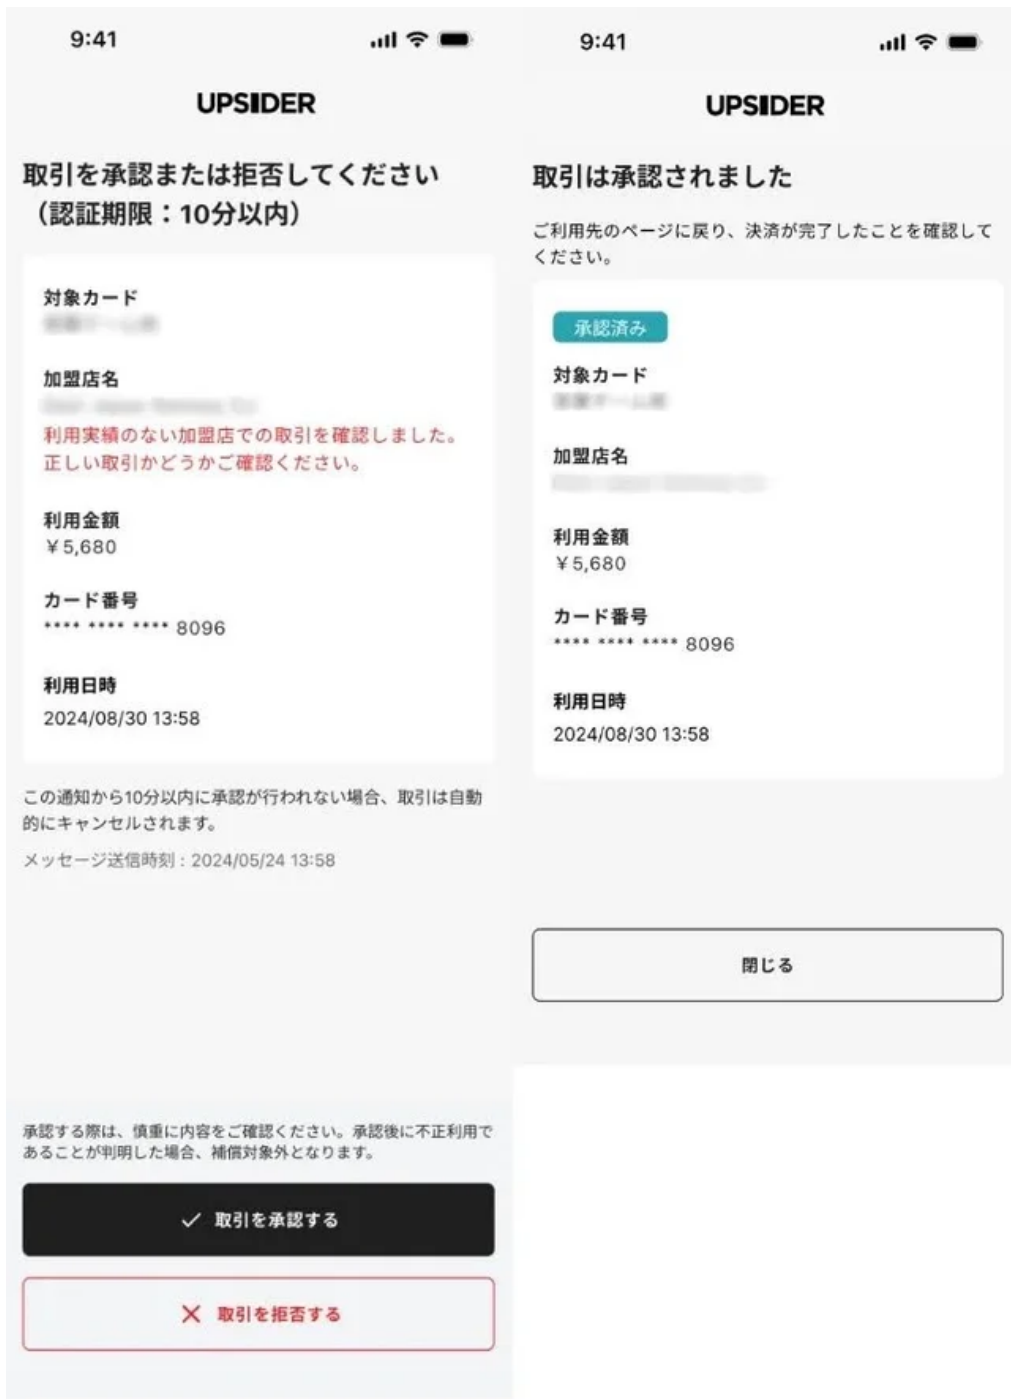 9:41
UPSIDER
取引を承認または拒否してください
（認証期限：10分以内）
対象カード
加盟店名
利用実績のない加盟店での取引を確認しました。
正しい取引かどうかご確認ください。
利用金額
¥5,680
カード番号
**** **** **** 8096
利用日時
2024/08/30 13:58
この通知から10分以内に承認が行われない場合、取引は自動
的にキャンセルされます。
メッセージ送信時刻：2024/05/24 13:58
承認する際は、慎重に内容をご確認ください。承認後に不正利用で
あることが判明した場合、補償対象外となります。
取引を承認する
取引を拒否する
9:41
UPSIDER
取引は承認されました
ご利用先のページに戻り、決済が完了したことを確認して
ください。
承認済み
対象カード
加盟店名
利用金額
¥5,680
カード番号
**** **** **** 8096
利用日時
2024/08/30 13:58
閉じる